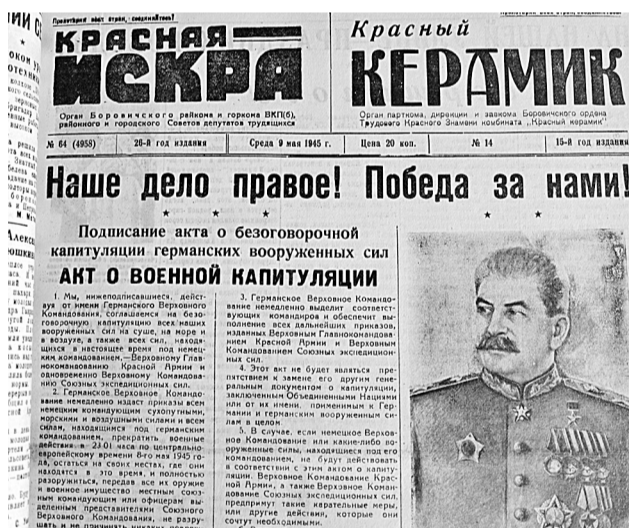 Пролетарии всех стран, соединяйтесь!
КРАСНАЯ
ИСКРА
Орган Боровичского райкома и горкома ВКП(б),
районного и городского Советов депутатов трудящихся
Красный
КЕРАМИК
Орган парткома, дирекции и завкома Боровичского ордена
Трудового Красного Знамени комбината „Красный керамик“
№ 64 (4958) 26-й год издания Среда 9 мая 1945 г. Цена 20 коп. № 14 15-й год издания
Наше дело правое! Победа за нами!
Подписание акта о безоговорочной
капитуляции германских вооруженных сил
АКТ О ВОЕННОЙ КАПИТУЛЯЦИИ
1. Мы, нижеподписавшиеся, действ-
уя от имени Германского Верховного
Командования, соглашаемся на безо-
говорочную капитуляцию всех наших
вооруженных сил на суше, на море и
в воздухе, а также всех сил, находя-
щихся в настоящее время под немец-
ким командованием,—Верховному Глав-
нокомандованию Красной Армии и
одновременно Верховному Командова-
нию Союзных экспедиционных сил.
2. Германское Верховное Командо-
вание немедленно издаст приказы всем
немецким командующим сухопутными,
морскими и воздушными силами и всем
силам, находящимся под германским
командованием, прекратить военные
действия в 23.01 часа по центрально-
европейскому времени 8-го мая 1945
года, остаться на своих местах, где они
находятся в это время, и полностью
разоружиться, передав все их оружие
и военное имущество местным союз-
ным командующим или офицерам вы-
деленным представителями Союзного
Верховного Командования, не разру-
3. Германское Верховное Командо-
вание немедленно выделит соответст-
вующих командиров и обеспечит вы-
полнение всех дальнейших приказов,
изданных Верховным Главнокомандованием
Красной Армии и Верховным
Командованием Союзных экспедицион-
ных сил.
4. Этот акт не будет являться препят-
ствием к замене его другим гене-
ральным документом о капитуляции,
заключенным Объединенными Нациями
или от их имени, применимым к Гер-
мании и германским вооруженным си-
лам в целом.
5. В случае, если немецкое Верхов-
ное Командование или какие-либо во-
оруженные силы, находящиеся под его
командованием, не будут действовать
в соответствии с этим актом о капиту-
ляции, Верховное Командование Крас-
ной Армии, а также Верховное Коман-
дование Союзных экспедиционных сил,
предпримут такие карательные меры,
или другие действия, которые они
сочтут необходимыми.